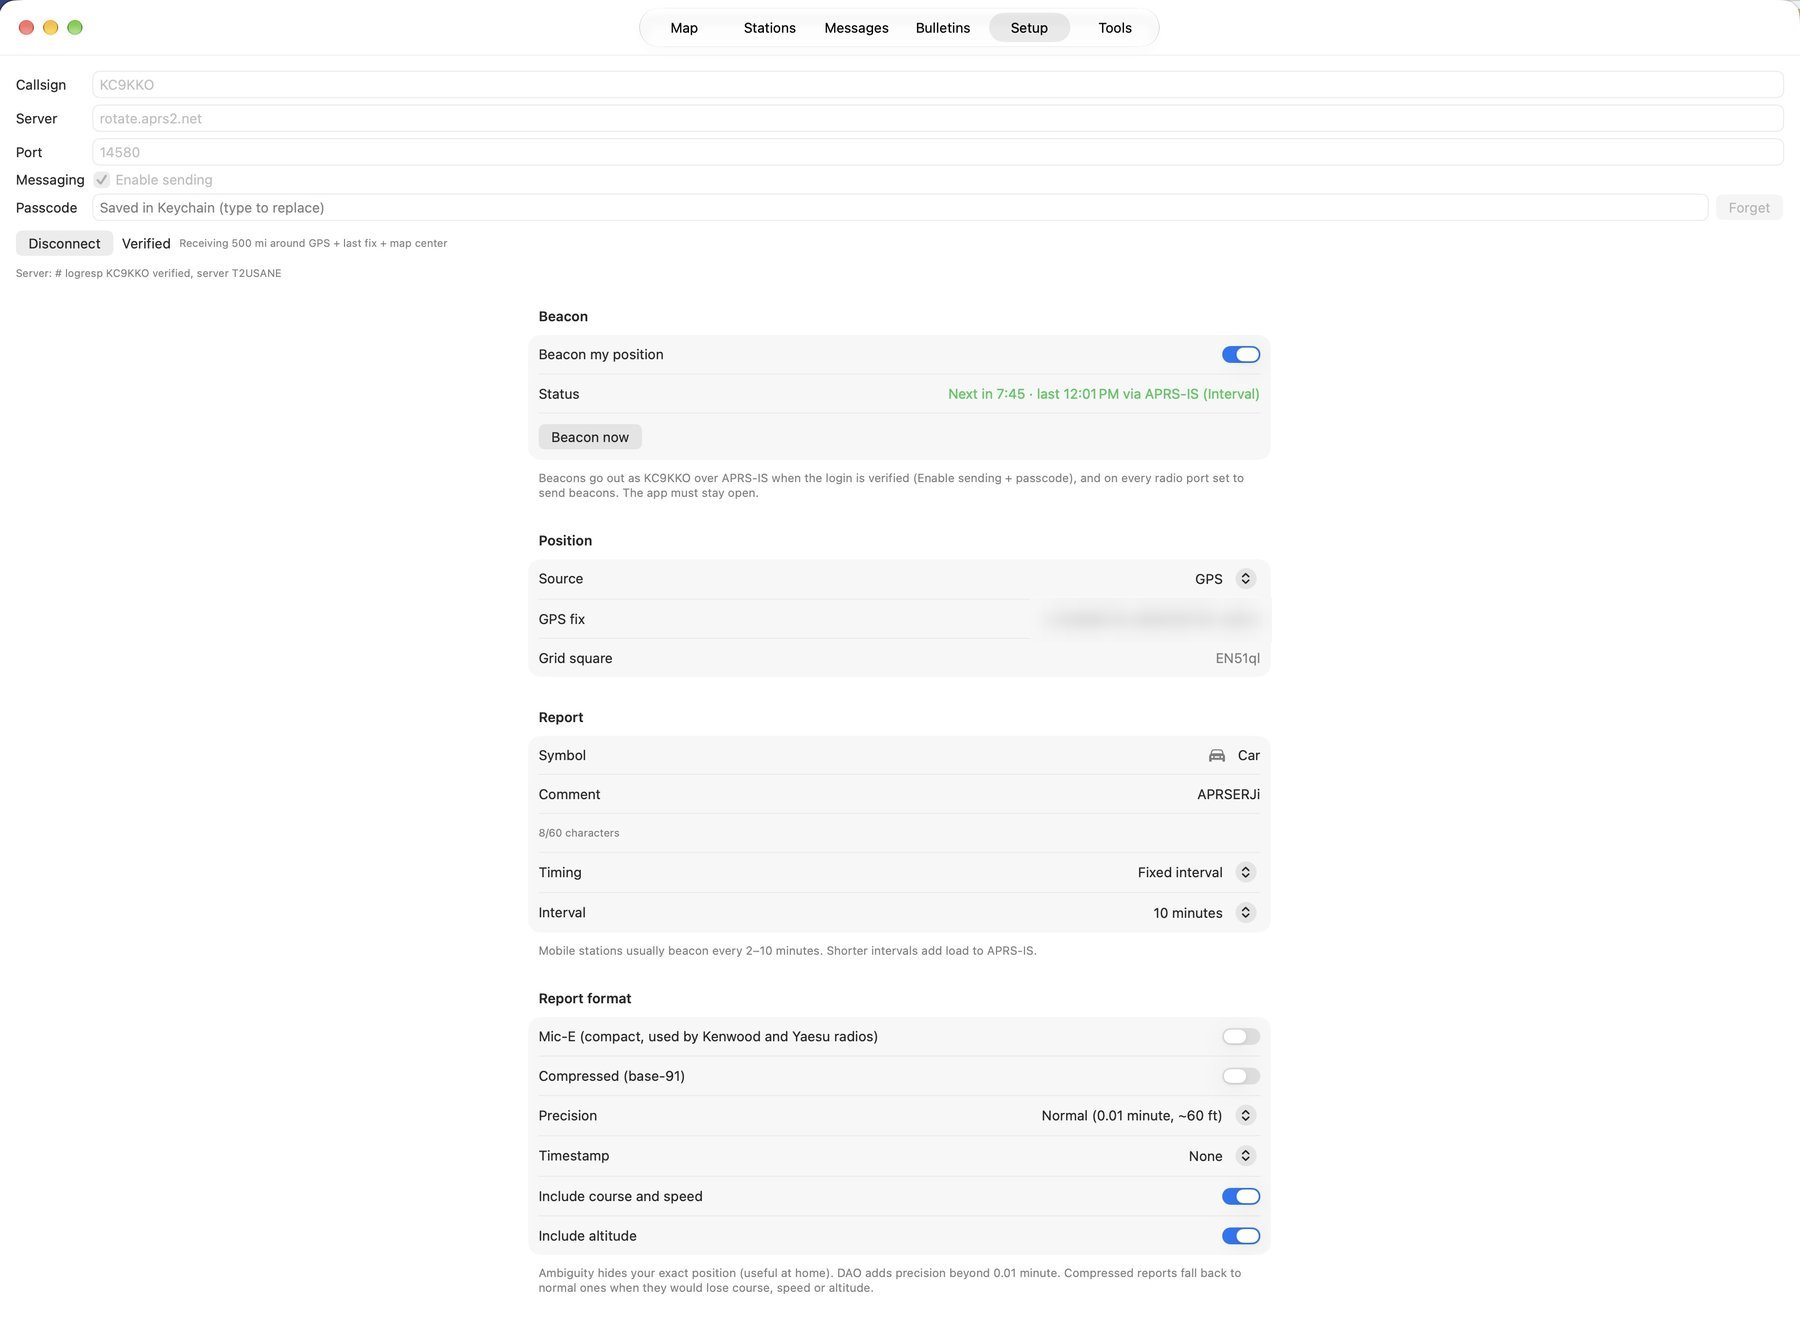 Map Stations Messages Bulletins Setup Tools
Callsign KC9KKO
Server rotate.aprs2.net
Port 14580
Messaging Enable sending
Passcode Saved in Keychain (type to replace) Forget
Disconnect Verified Receiving 500 mi around GPS + last fix + map center
Server: # logresp KC9KKO verified, server T2USANE
Beacon
Beacon my position
Status Next in 7:45 · last 12:01 PM via APRS-IS (Interval)
Beacon now
Beacons go out as KC9KKO over APRS-IS when the login is verified (Enable sending + passcode), and on every radio port set to
send beacons. The app must stay open.
Position
Source GPS
GPS fix
Grid square EN51ql
Report
Symbol Car
Comment APRSERJi
8/60 characters
Timing Fixed interval
Interval 10 minutes
Mobile stations usually beacon every 2–10 minutes. Shorter intervals add load to APRS-IS.
Report format
Mic-E (compact, used by Kenwood and Yaesu radios)
Compressed (base-91)
Precision Normal (0.01 minute, ~60 ft)
Timestamp None
Include course and speed
Include altitude
Ambiguity hides your exact position (useful at home). DAO adds precision beyond 0.01 minute. Compressed reports fall back to
normal ones when they would lose course, speed or altitude.